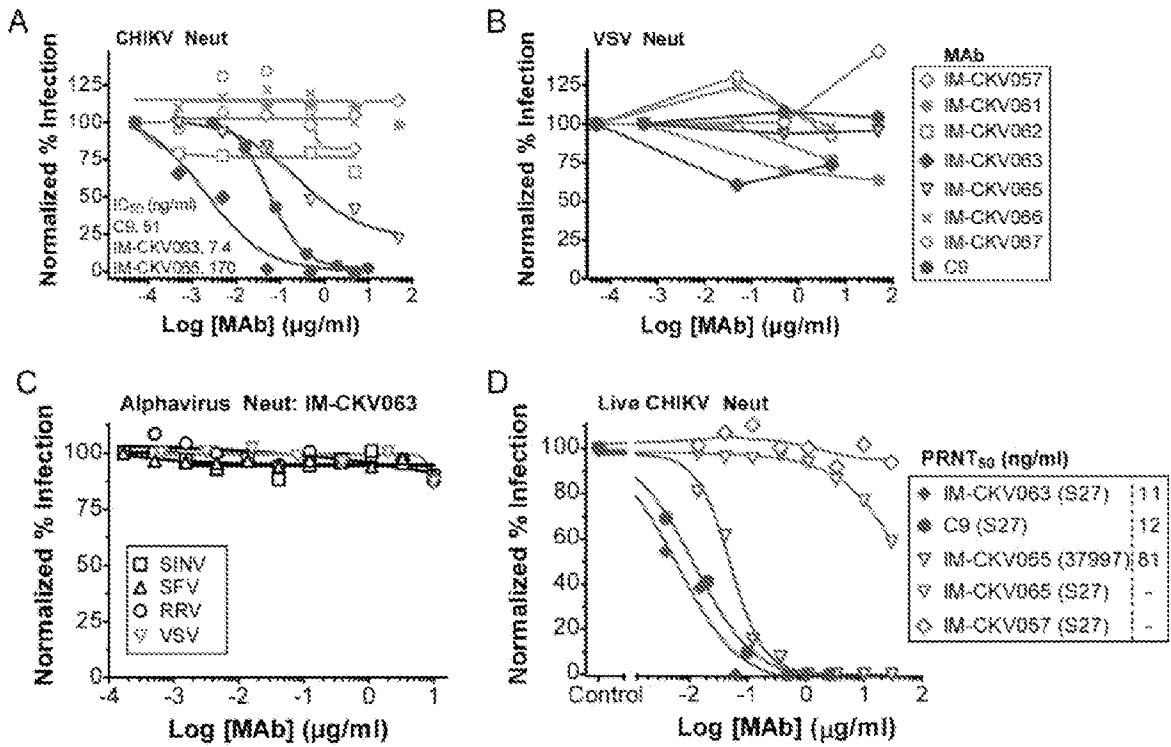 A
CHIKV Neut
Normalized % Infection
125
100
75
50
25
0
IC50 (ng/ml)
C9, 51
IM-CKV063, 7.4
IM-CKV065, 170
-4 -3 -2 -1 0 1 2
Log [MAb] (µg/ml)
B
VSV Neut
Normalized % Infection
125
100
75
50
25
0
-4 -3 -2 -1 0 1 2
Log [MAb] (µg/ml)
MAb
IM-CKV057
IM-CKV061
IM-CKV062
IM-CKV063
IM-CKV065
IM-CKV066
IM-CKV067
C9
C
Alphavirus Neut: IM-CKV063
Normalized % Infection
100
75
50
25
0
SINV
SFV
RRV
VSV
-4 -3 -2 -1 0 1
Log [MAb] (µg/ml)
D
Live CHIKV Neut
Normalized % Infection
100
80
60
40
20
0
Control -2 -1 0 1 2
Log [MAb] (µg/ml)
PRNT50 (ng/ml)
IM-CKV063 (S27) 11
C9 (S27) 12
IM-CKV065 (37997) 81
IM-CKV065 (S27) -
IM-CKV057 (S27) -